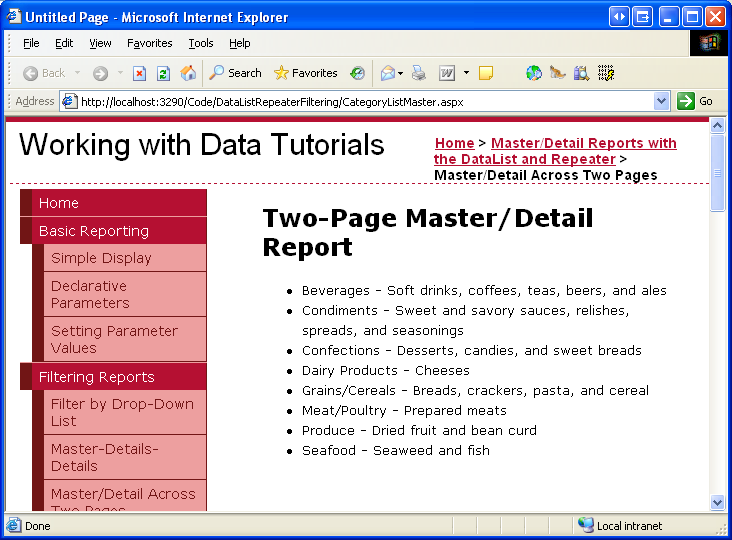 Untitled Page - Microsoft Internet Explorer
File Edit View Favorites Tools Help
Back Search Favorites
Address http://localhost:3290/Code/DataListRepeaterFiltering/CategoryListMaster.aspx Go
Working with Data Tutorials
Home > Master/Detail Reports with
the DataList and Repeater >
Master/Detail Across Two Pages
Home
Basic Reporting
Simple Display
Declarative
Parameters
Setting Parameter
Values
Filtering Reports
Filter by Drop-Down
List
Master-Details-
Details
Master/Detail Across
Two Pages
Two-Page Master/Detail
Report
Beverages - Soft drinks, coffees, teas, beers, and ales
Condiments - Sweet and savory sauces, relishes,
spreads, and seasonings
Confections - Desserts, candies, and sweet breads
Dairy Products - Cheeses
Grains/Cereals - Breads, crackers, pasta, and cereal
Meat/Poultry - Prepared meats
Produce - Dried fruit and bean curd
Seafood - Seaweed and fish
Done Local intranet